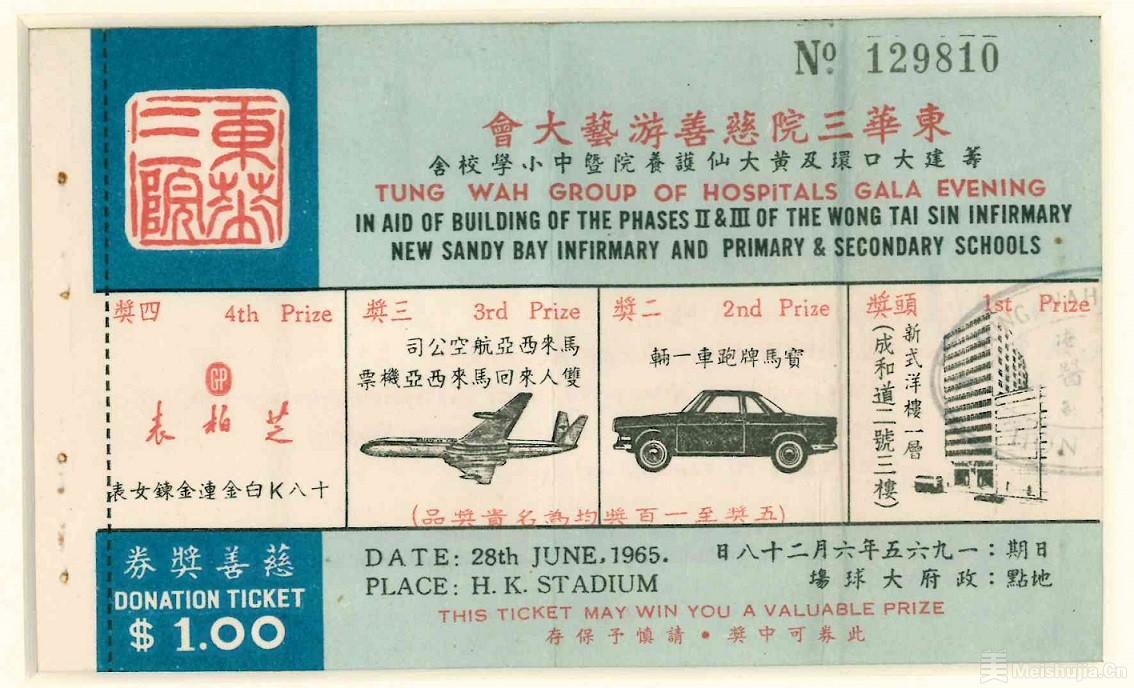 Nº 129810
東華三院
東華三院慈善游藝大會
籌建大口環及黃大仙護養院暨中小學校舍
TUNG WAH GROUP OF HOSPITALS GALA EVENING
IN AID OF BUILDING OF THE PHASES II & III OF THE WONG TAI SIN INFIRMARY
NEW SANDY BAY INFIRMARY AND PRIMARY & SECONDARY SCHOOLS
頭獎 1st Prize
新式洋樓一層
(成和道二號三樓)
二獎 2nd Prize
寶馬牌跑車一輛
三獎 3rd Prize
馬來西亞航空公司
雙人來回馬來西亞機票
四獎 4th Prize
GP
芝柏表
十八K白金連金鍊女表
(五獎至一百獎均為名貴獎品)
慈善獎券
DONATION TICKET
$ 1.00
DATE: 28th JUNE, 1965.
日期：一九六五年六月二十八日
PLACE: H. K. STADIUM
地點：政府大球場
THIS TICKET MAY WIN YOU A VALUABLE PRIZE
此券可中獎 • 請慎予保存
美 Meishujia.Cn